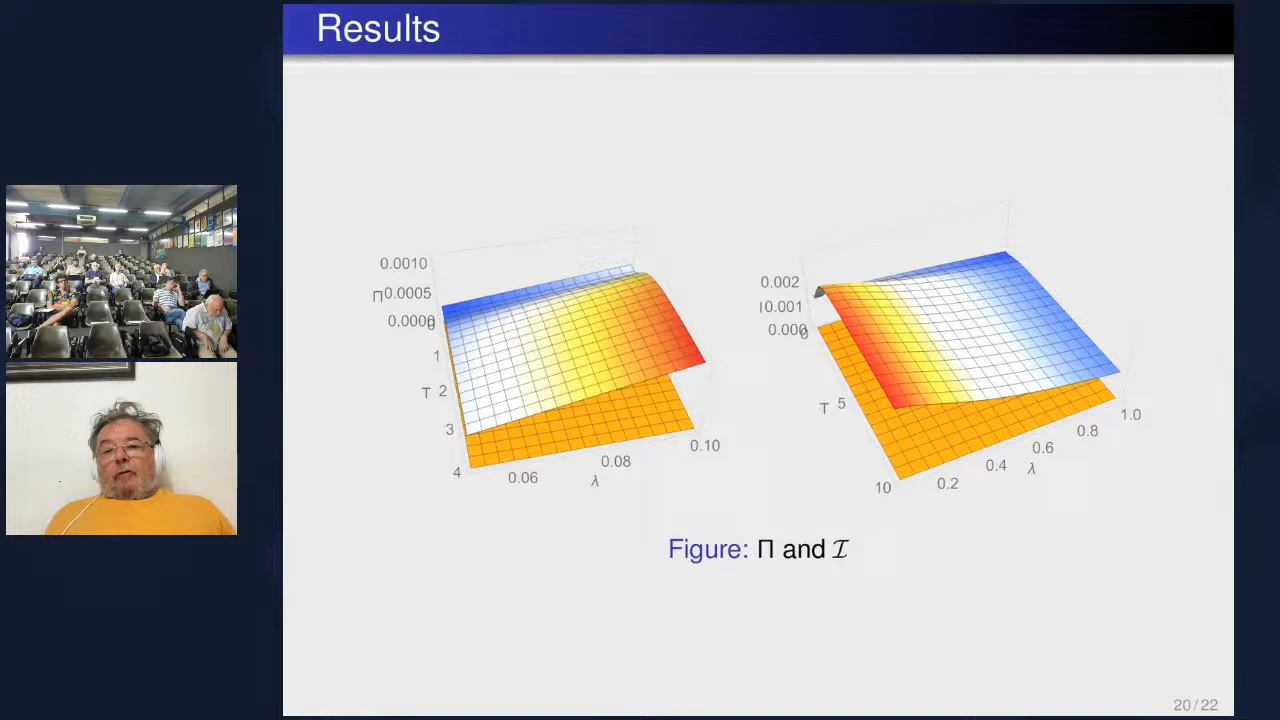 Results
0.0010
Π0.0005
0.0000
0
1
T 2
3
4
0.06
0.08
0.10
λ
0.002
I0.001
0.000
0
T 5
10
0.2
0.4
0.6
0.8
1.0
λ
Figure: Π and ℐ
20 / 22